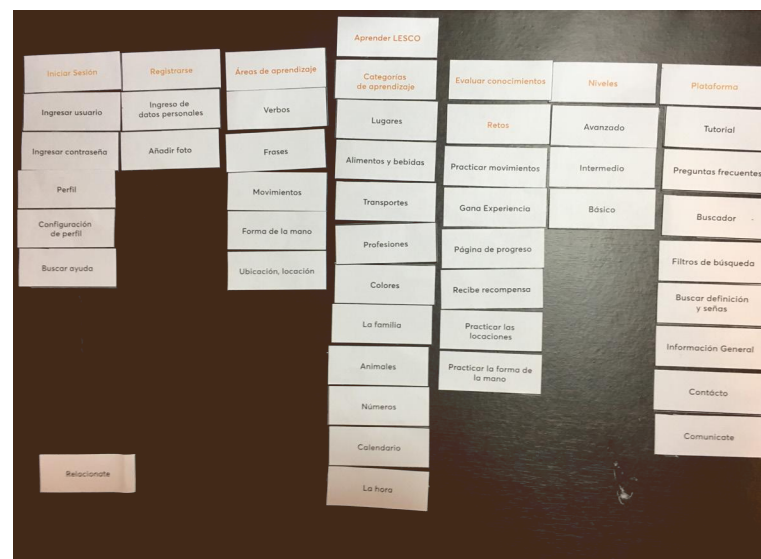 Iniciar Sesión
Ingresar usuario
Ingresar contraseña
Perfil
Configuración
de perfil
Buscar ayuda
Relacionate
Registrarse
Ingreso de
datos personales
Añadir foto
Áreas de aprendizaje
Verbos
Frases
Movimientos
Forma de la mano
Ubicación, locación
Aprender LESCO
Categorías
de aprendizaje
Lugares
Alimentos y bebidas
Transportes
Profesiones
Colores
La familia
Animales
Números
Calendario
La hora
Evaluar conocimientos
Retos
Practicar movimientos
Gana Experiencia
Página de progreso
Recibe recompensa
Practicar las
locaciones
Practicar la forma de
la mano
Niveles
Avanzado
Intermedio
Básico
Plataforma
Tutorial
Preguntas frecuentes
Buscador
Filtros de búsqueda
Buscar definición
y señas
Información General
Contácto
Comunicate